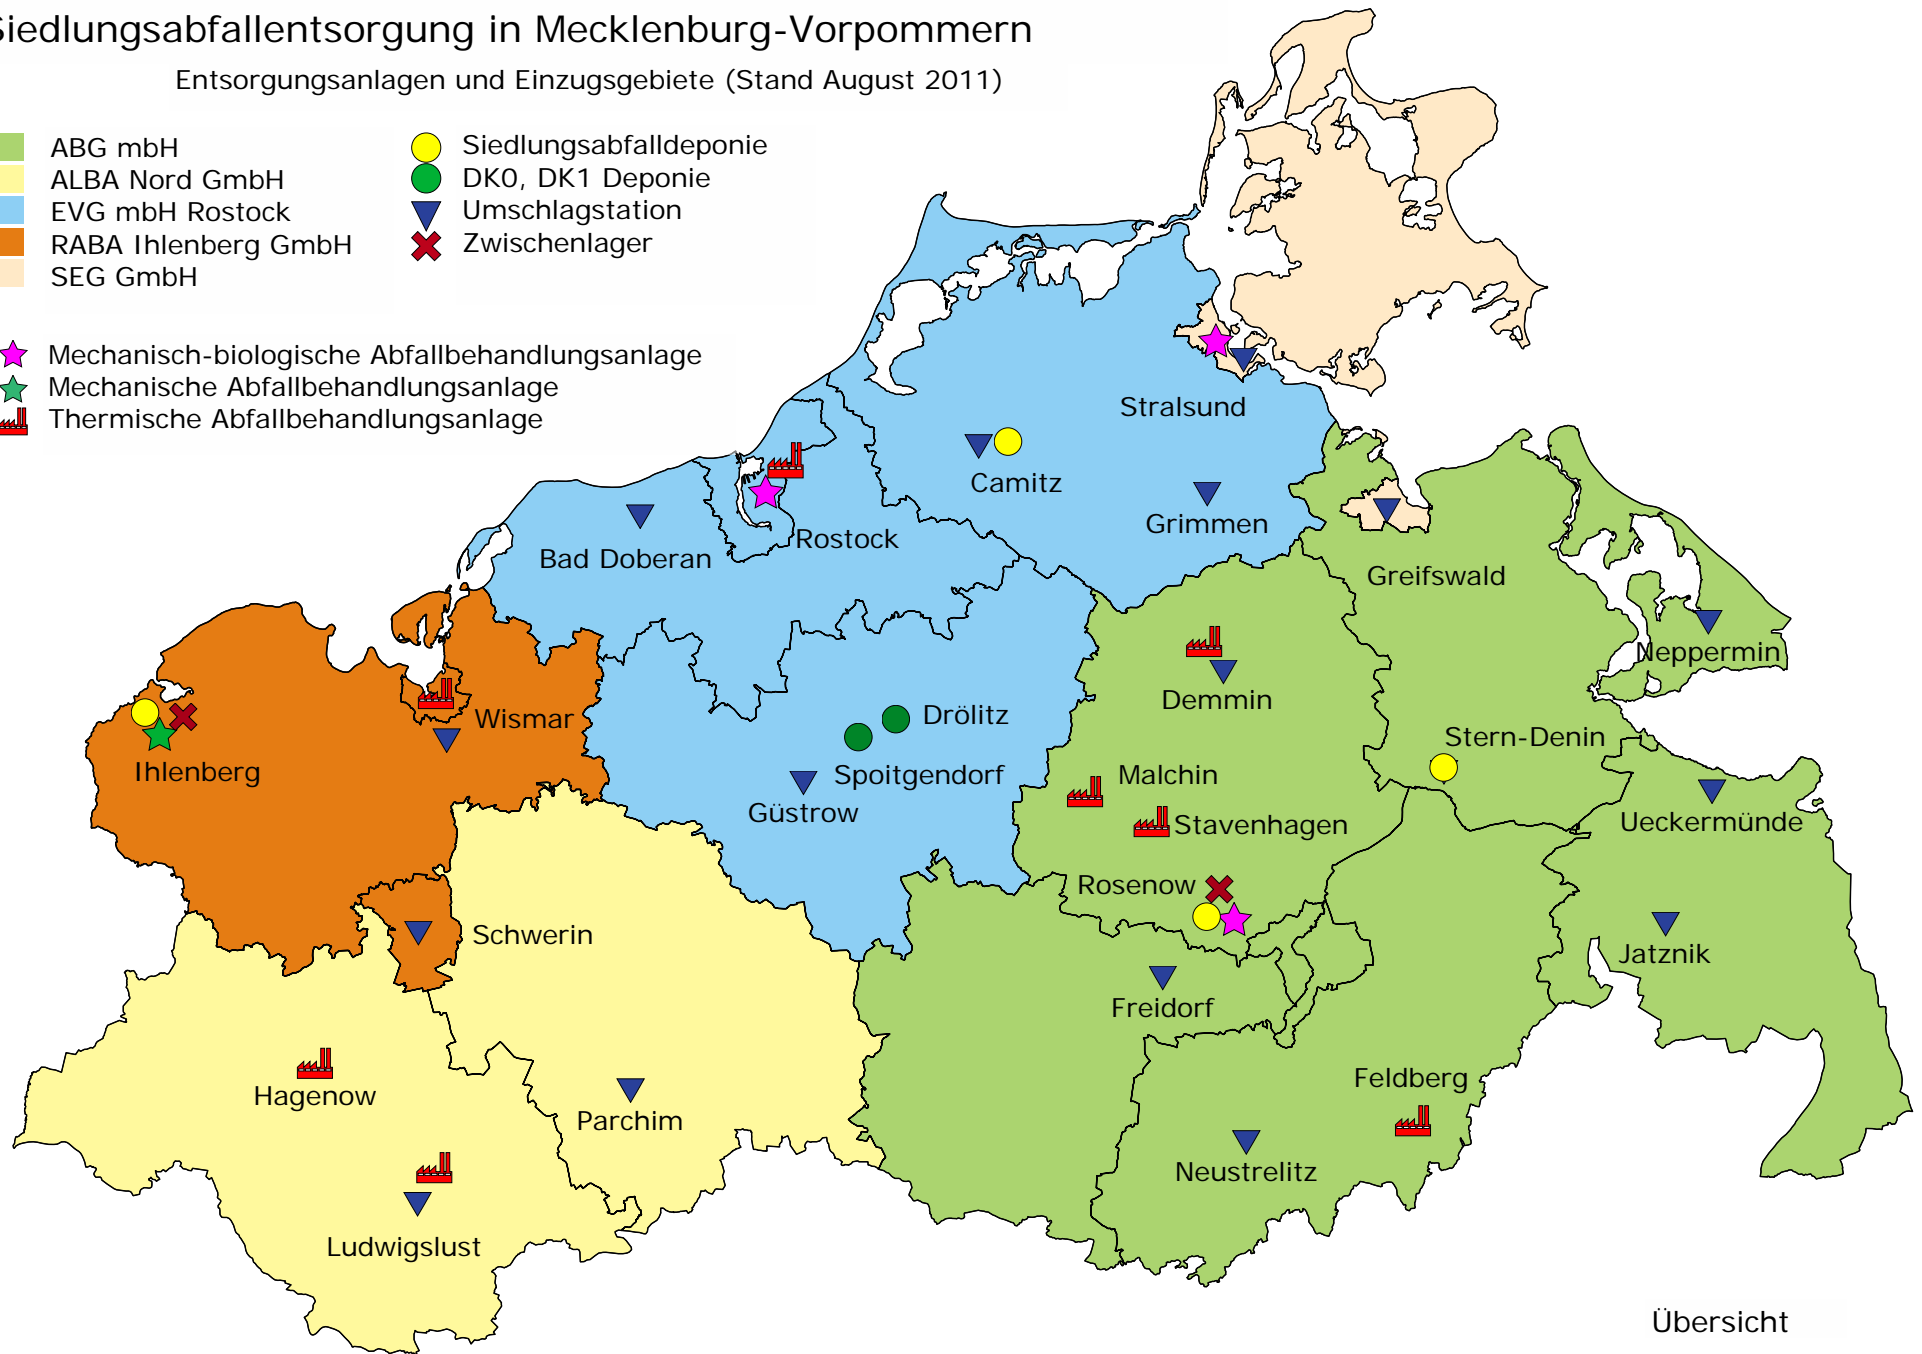 Siedlungsabfallentsorgung in Mecklenburg-Vorpommern
Entsorgungsanlagen und Einzugsgebiete (Stand August 2011)
ABG mbH
ALBA Nord GmbH
EVG mbH Rostock
RABA Ihlenberg GmbH
SEG GmbH
Siedlungsabfalldeponie
DK0, DK1 Deponie
Umschlagstation
Zwischenlager
Mechanisch-biologische Abfallbehandlungsanlage
Mechanische Abfallbehandlungsanlage
Thermische Abfallbehandlungsanlage
Stralsund
Camitz
Grimmen
Rostock
Bad Doberan
Greifswald
Neppermin
Demmin
Wismar
Drölitz
Stern-Denin
Ihlenberg
Spoitgendorf
Malchin
Güstrow
Stavenhagen
Ueckermünde
Rosenow
Schwerin
Jatznik
Freidorf
Feldberg
Hagenow
Parchim
Neustrelitz
Ludwigslust
Übersicht